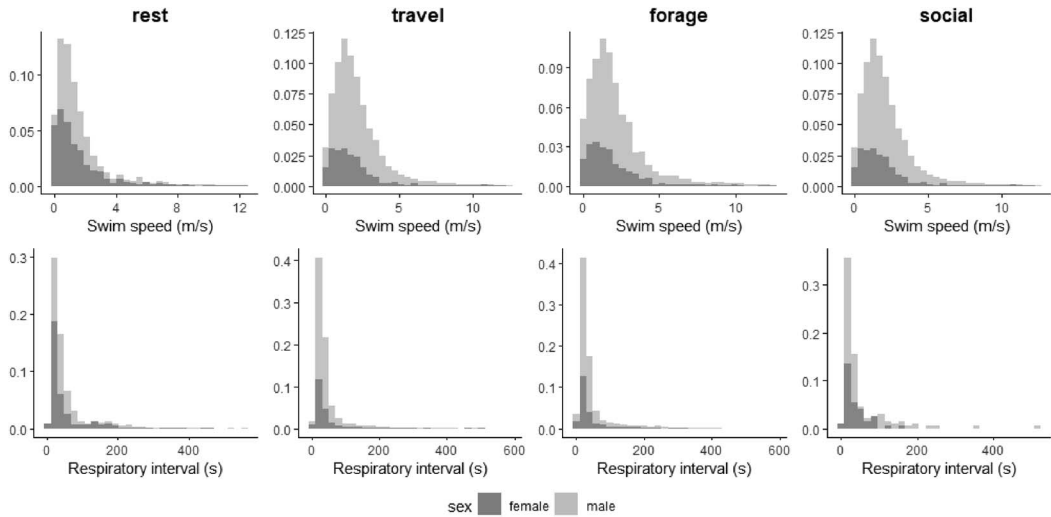 rest travel forage social
0.10
0.05
0.00
0 4 8 12
Swim speed (m/s)
0.125
0.100
0.075
0.050
0.025
0.000
0 5 10
Swim speed (m/s)
0.09
0.06
0.03
0.00
0 5 10
Swim speed (m/s)
0.125
0.100
0.075
0.050
0.025
0.000
0 5 10
Swim speed (m/s)
0.3
0.2
0.1
0.0
0 200 400
Respiratory interval (s)
0.4
0.3
0.2
0.1
0.0
0 200 400 600
Respiratory interval (s)
0.4
0.3
0.2
0.1
0.0
0 200 400 600
Respiratory interval (s)
0.3
0.2
0.1
0.0
0 200 400
Respiratory interval (s)
sex female male